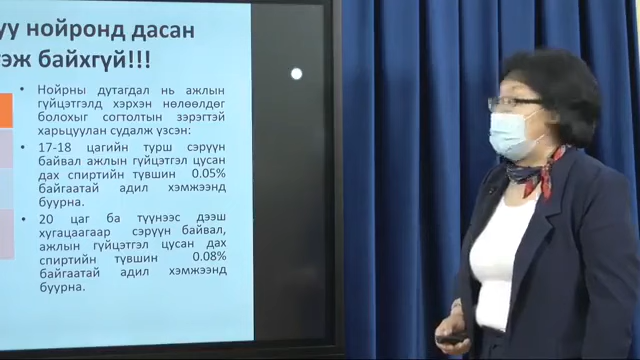 уу нойронд дасан
гэж байхгүй!!!
• Нойрны дутагдал нь ажлын
гүйцэтгэлд хэрхэн нөлөөлдөг
болохыг согтолтын зэрэгтэй
харьцуулан судалж үзсэн:
• 17-18 цагийн турш сэрүүн
байвал ажлын гүйцэтгэл цусан
дах спиртийн түвшин 0.05%
байгаатай адил хэмжээнд
буурна.
• 20 цаг ба түүнээс дээш
хугацаагаар сэрүүн байвал,
ажлын гүйцэтгэл цусан дах
спиртийн түвшин 0.08%
байгаатай адил хэмжээнд
буурна.